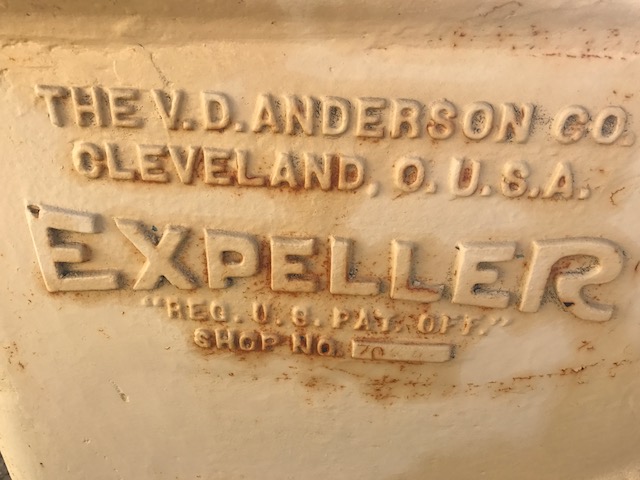 THE V.D. ANDERSON CO.
CLEVELAND, O. U.S.A.
EXPELLER
"REG. U.S. PAT. OFF."
SHOP NO.